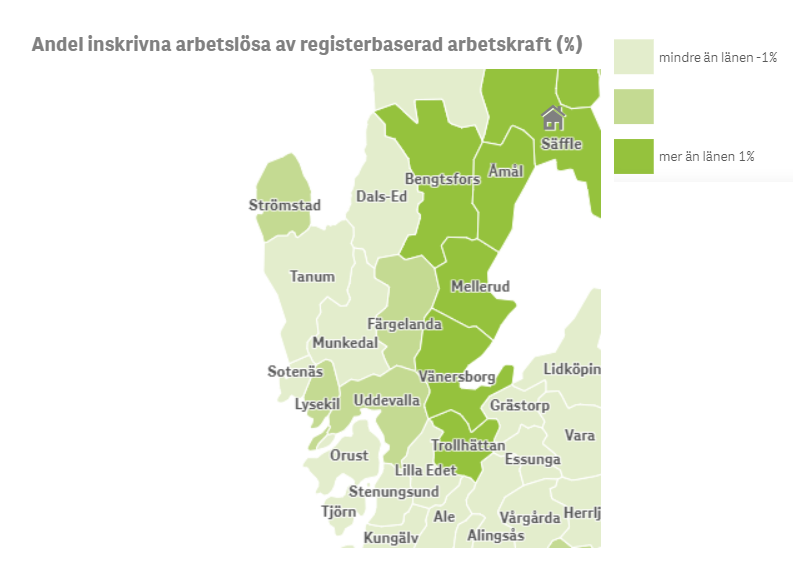 Andel inskrivna arbetslösa av registerbaserad arbetskraft (%)
mindre än länen -1%
mer än länen 1%
Säffle
Åmål
Bengtsfors
Dals-Ed
Strömstad
Tanum
Mellerud
Färgelanda
Munkedal
Sotenäs
Vänersborg
Lidköpin
Lysekil
Uddevalla
Grästorp
Vara
Trollhättan
Orust
Essunga
Lilla Edet
Stenungsund
Tjörn
Ale
Vårgårda
Herrlj
Kungälv
Alingsås